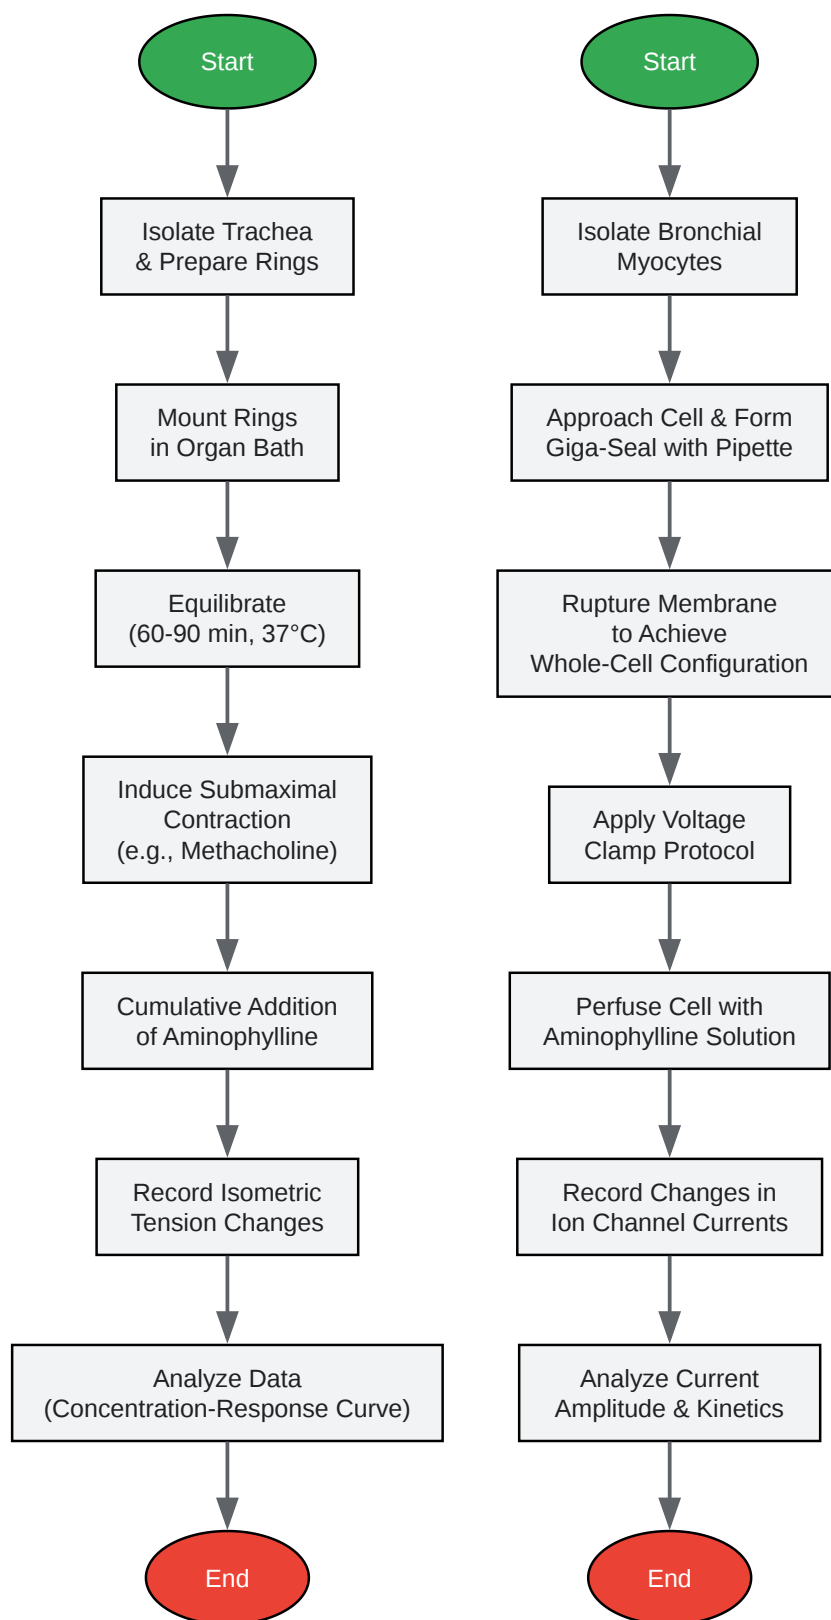 Start
Isolate Trachea
& Prepare Rings
Mount Rings
in Organ Bath
Equilibrate
(60-90 min, 37°C)
Induce Submaximal
Contraction
(e.g., Methacholine)
Cumulative Addition
of Aminophylline
Record Isometric
Tension Changes
Analyze Data
(Concentration-Response Curve)
End
Start
Isolate Bronchial
Myocytes
Approach Cell & Form
Giga-Seal with Pipette
Rupture Membrane
to Achieve
Whole-Cell Configuration
Apply Voltage
Clamp Protocol
Perfuse Cell with
Aminophylline Solution
Record Changes in
Ion Channel Currents
Analyze Current
Amplitude & Kinetics
End